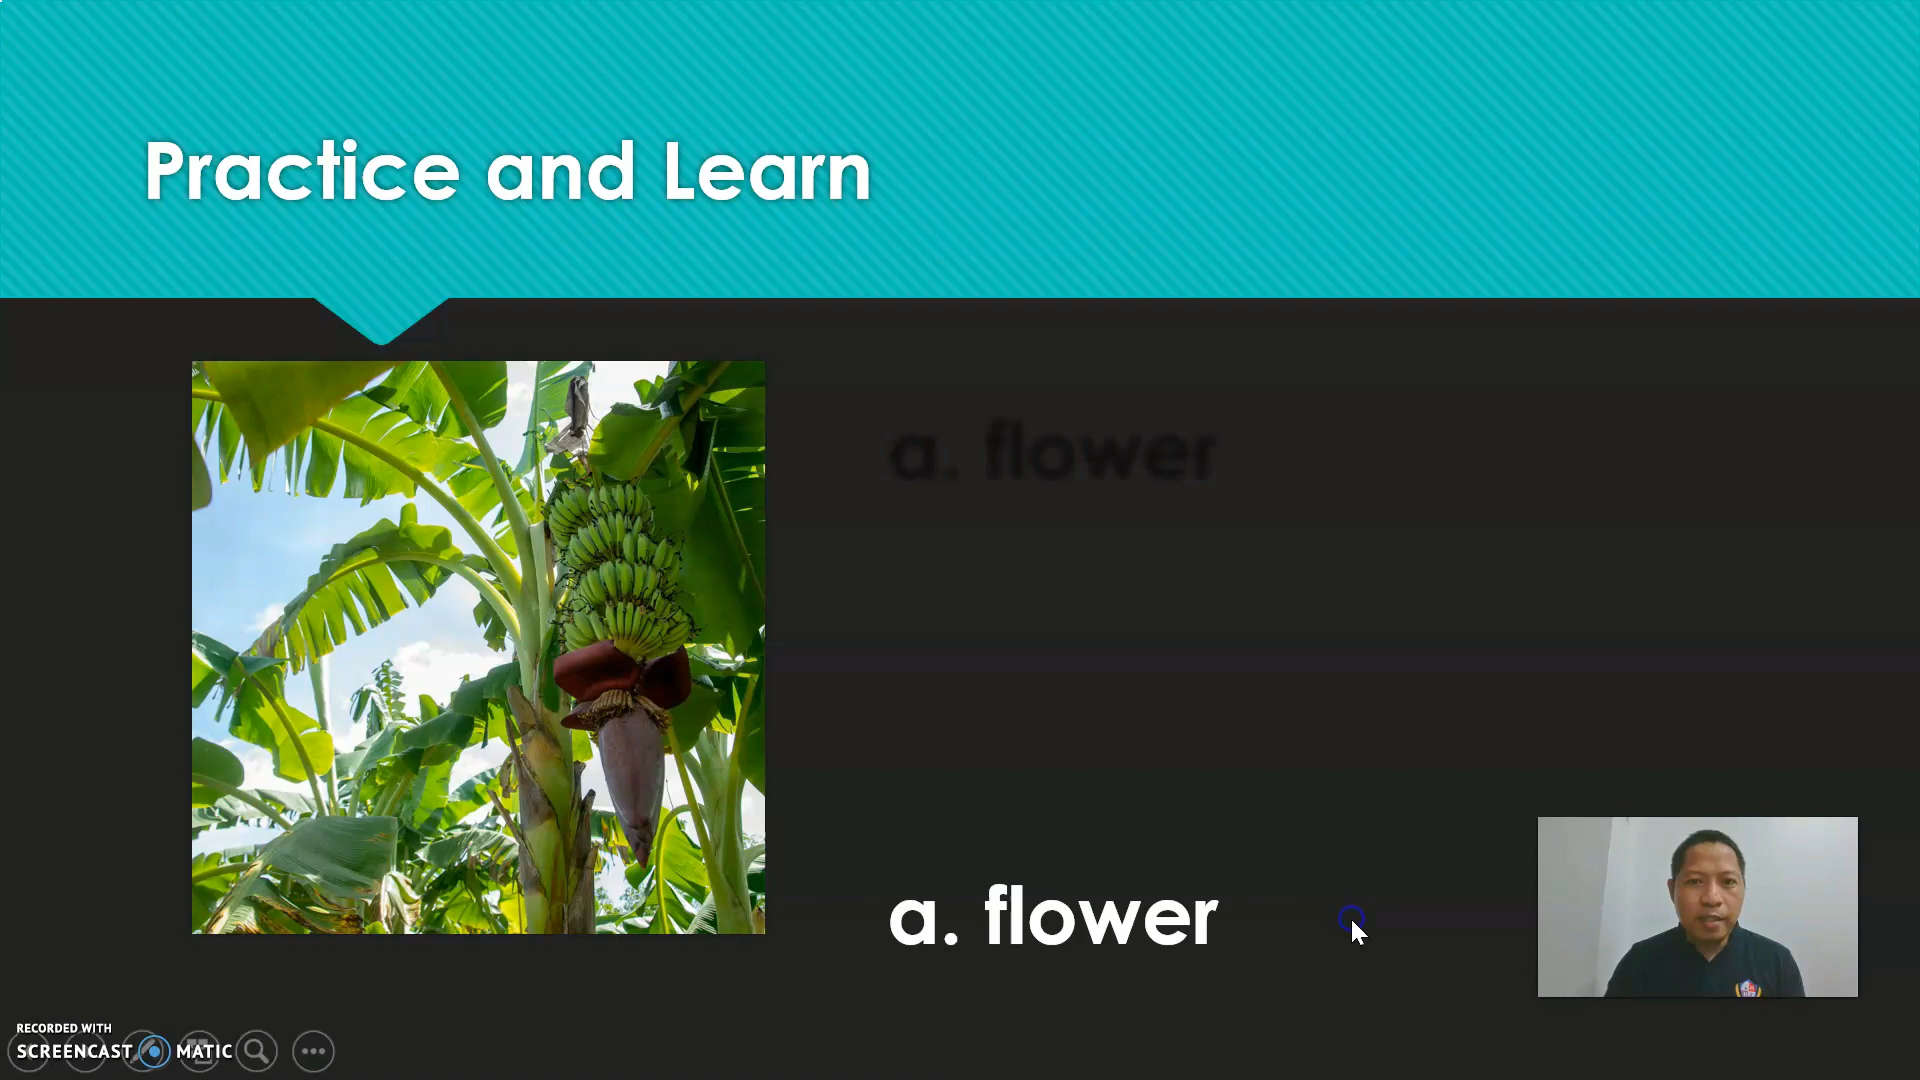 Practice and Learn
a. flower
a. flower
RECORDED WITH
SCREENCAST MATIC